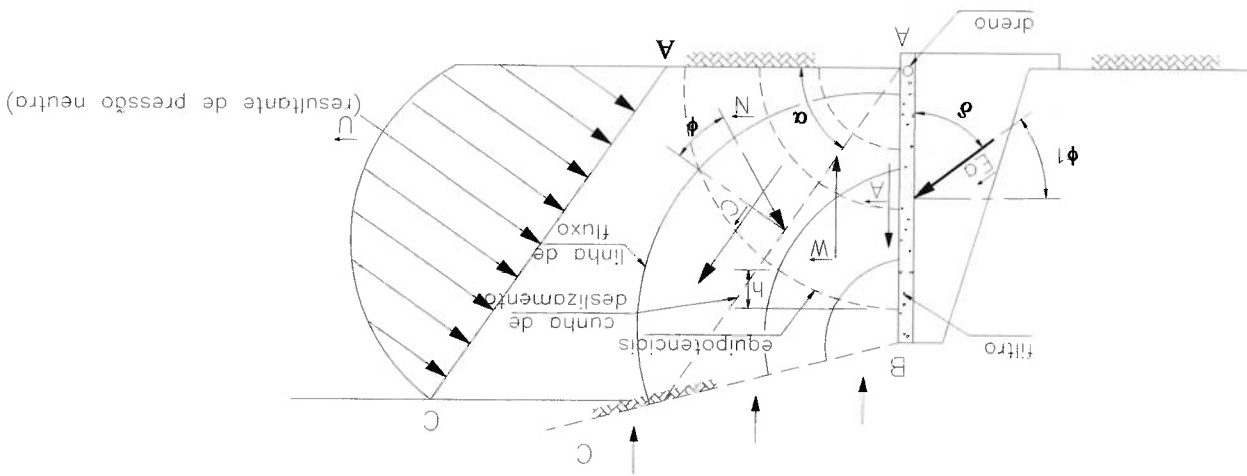 C
C
B
filtro
equipotenciais
cunha de
deslizamento
h
linha de
fluxo
W
C
A
Ea
ϕ1
U
(resultante de pressão neutra)
δ
α
ϕ
N
A
A
dreno